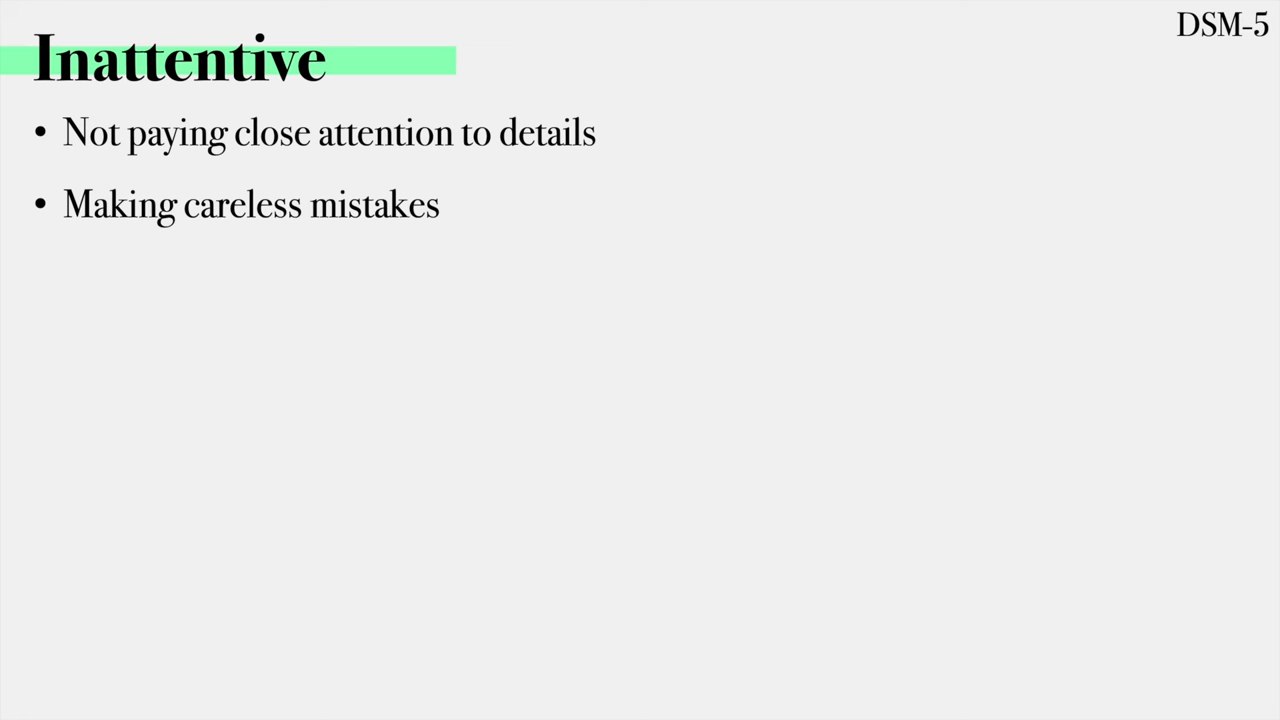 DSM-5
Inattentive
• Not paying close attention to details
• Making careless mistakes